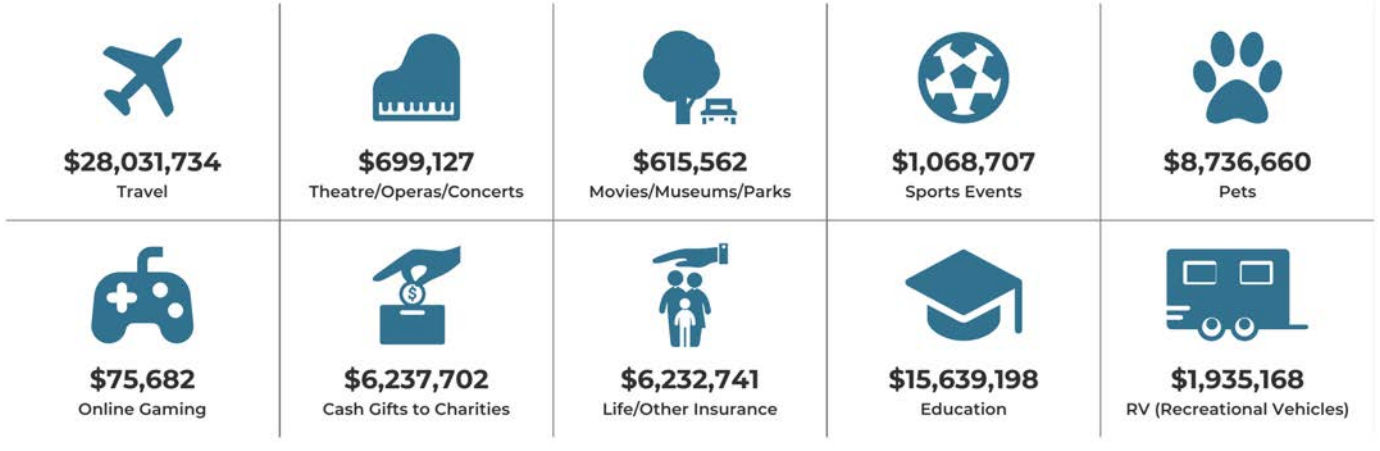 $28,031,734
Travel
$699,127
Theatre/Operas/Concerts
$615,562
Movies/Museums/Parks
$1,068,707
Sports Events
$8,736,660
Pets
$75,682
Online Gaming
$
$6,237,702
Cash Gifts to Charities
$6,232,741
Life/Other Insurance
$15,639,198
Education
$1,935,168
RV (Recreational Vehicles)